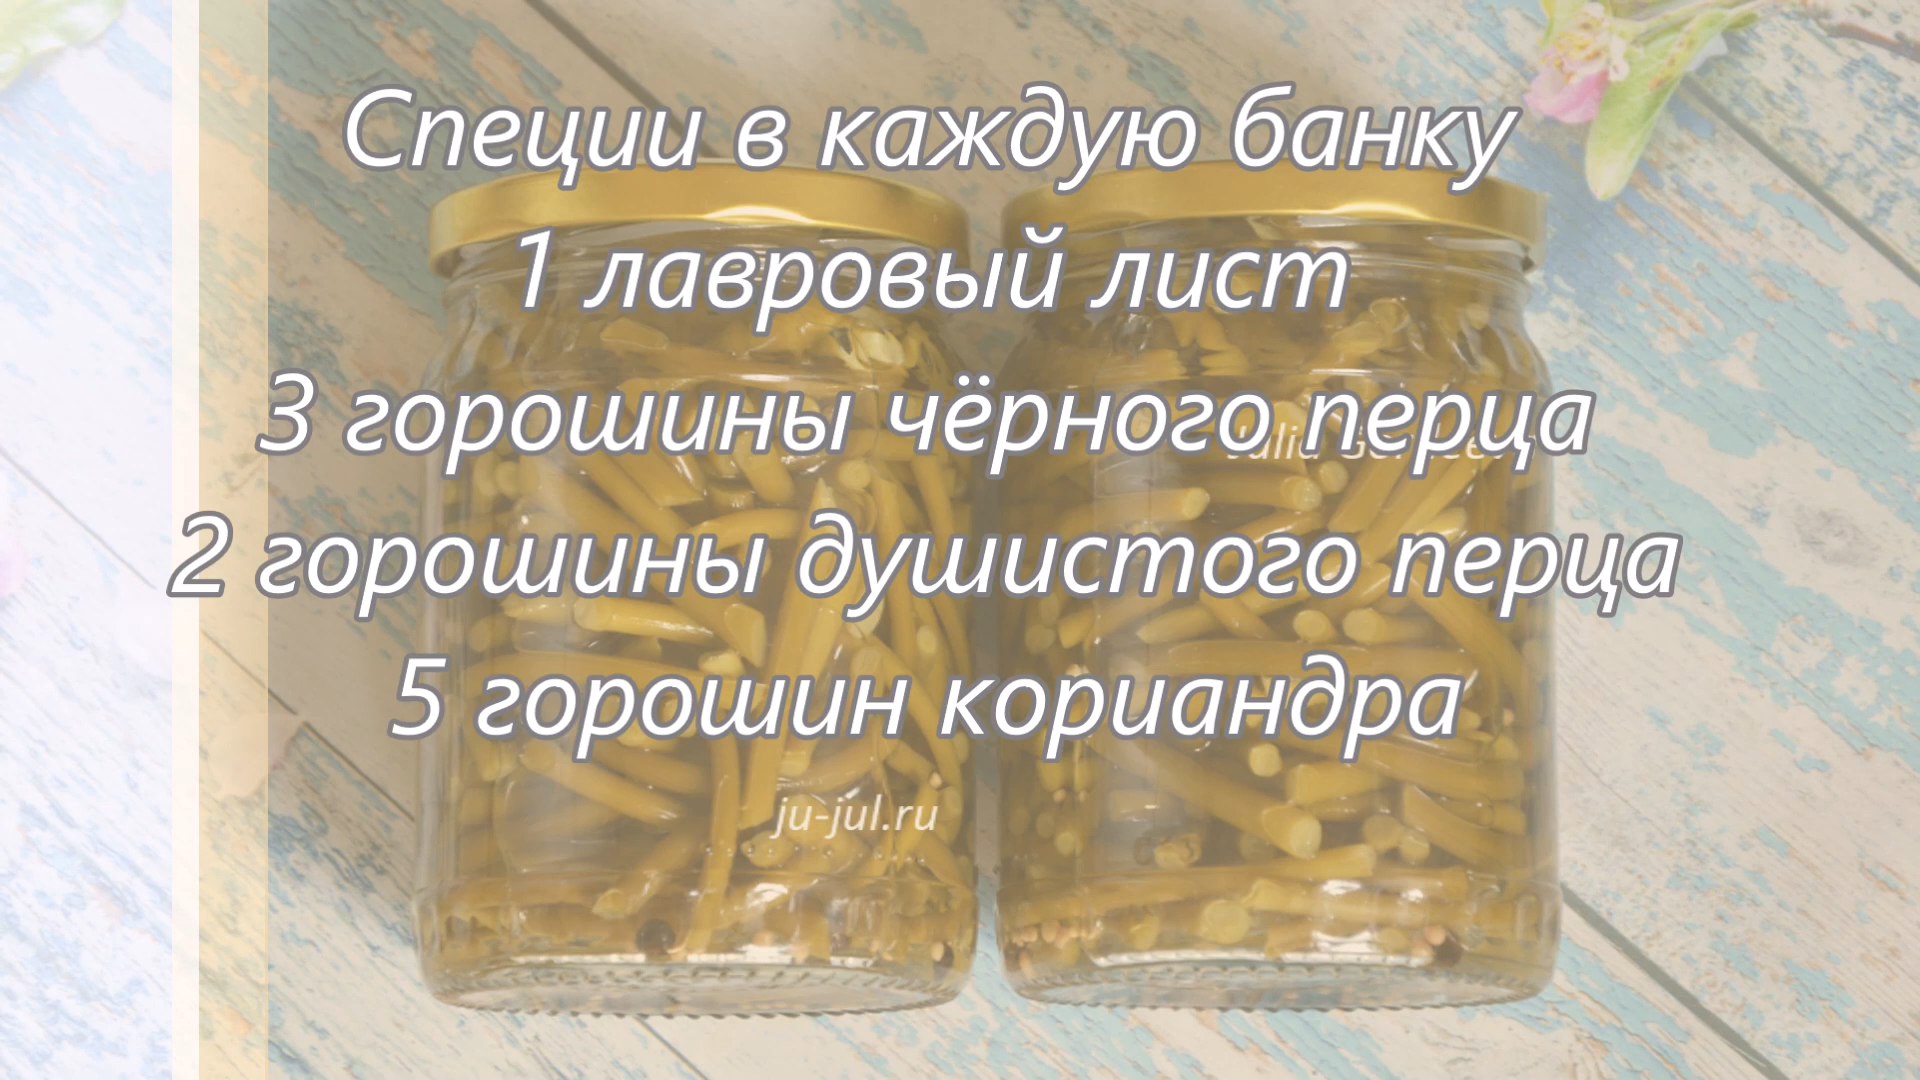 Специи в каждую банку
1 лавровый лист
3 горошины чёрного перца
2 горошины душистого перца
5 горошин кориандра
ju-jul.ru